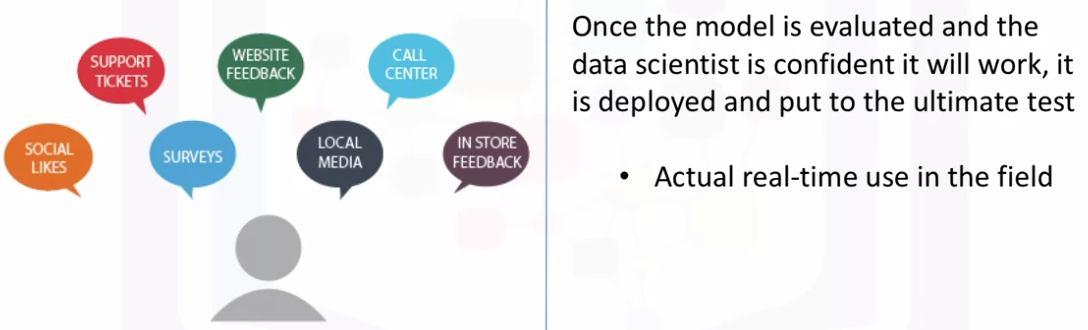 SUPPORT
TICKETS
WEBSITE
FEEDBACK
CALL
CENTER
SOCIAL
LIKES
SURVEYS
LOCAL
MEDIA
IN STORE
FEEDBACK
Once the model is evaluated and the
data scientist is confident it will work, it
is deployed and put to the ultimate test
• Actual real-time use in the field